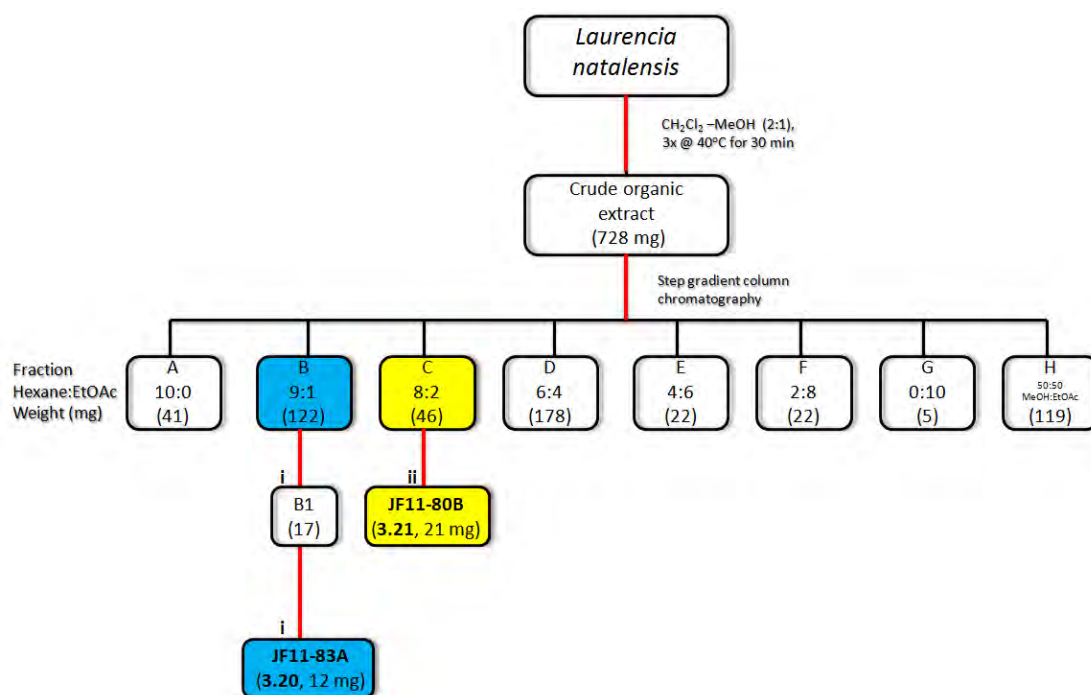 Laurencia
natalensis
CH₂Cl₂ –MeOH (2:1),
3x @ 40°C for 30 min
Crude organic
extract
(728 mg)
Step gradient column
chromatography
Fraction
Hexane:EtOAc
Weight (mg)
A
10:0
(41)
B
9:1
(122)
C
8:2
(46)
D
6:4
(178)
E
4:6
(22)
F
2:8
(22)
G
0:10
(5)
H
50:50
MeOH:EtOAc
(119)
i
B1
(17)
ii
JF11-80B
(3.21, 21 mg)
i
JF11-83A
(3.20, 12 mg)